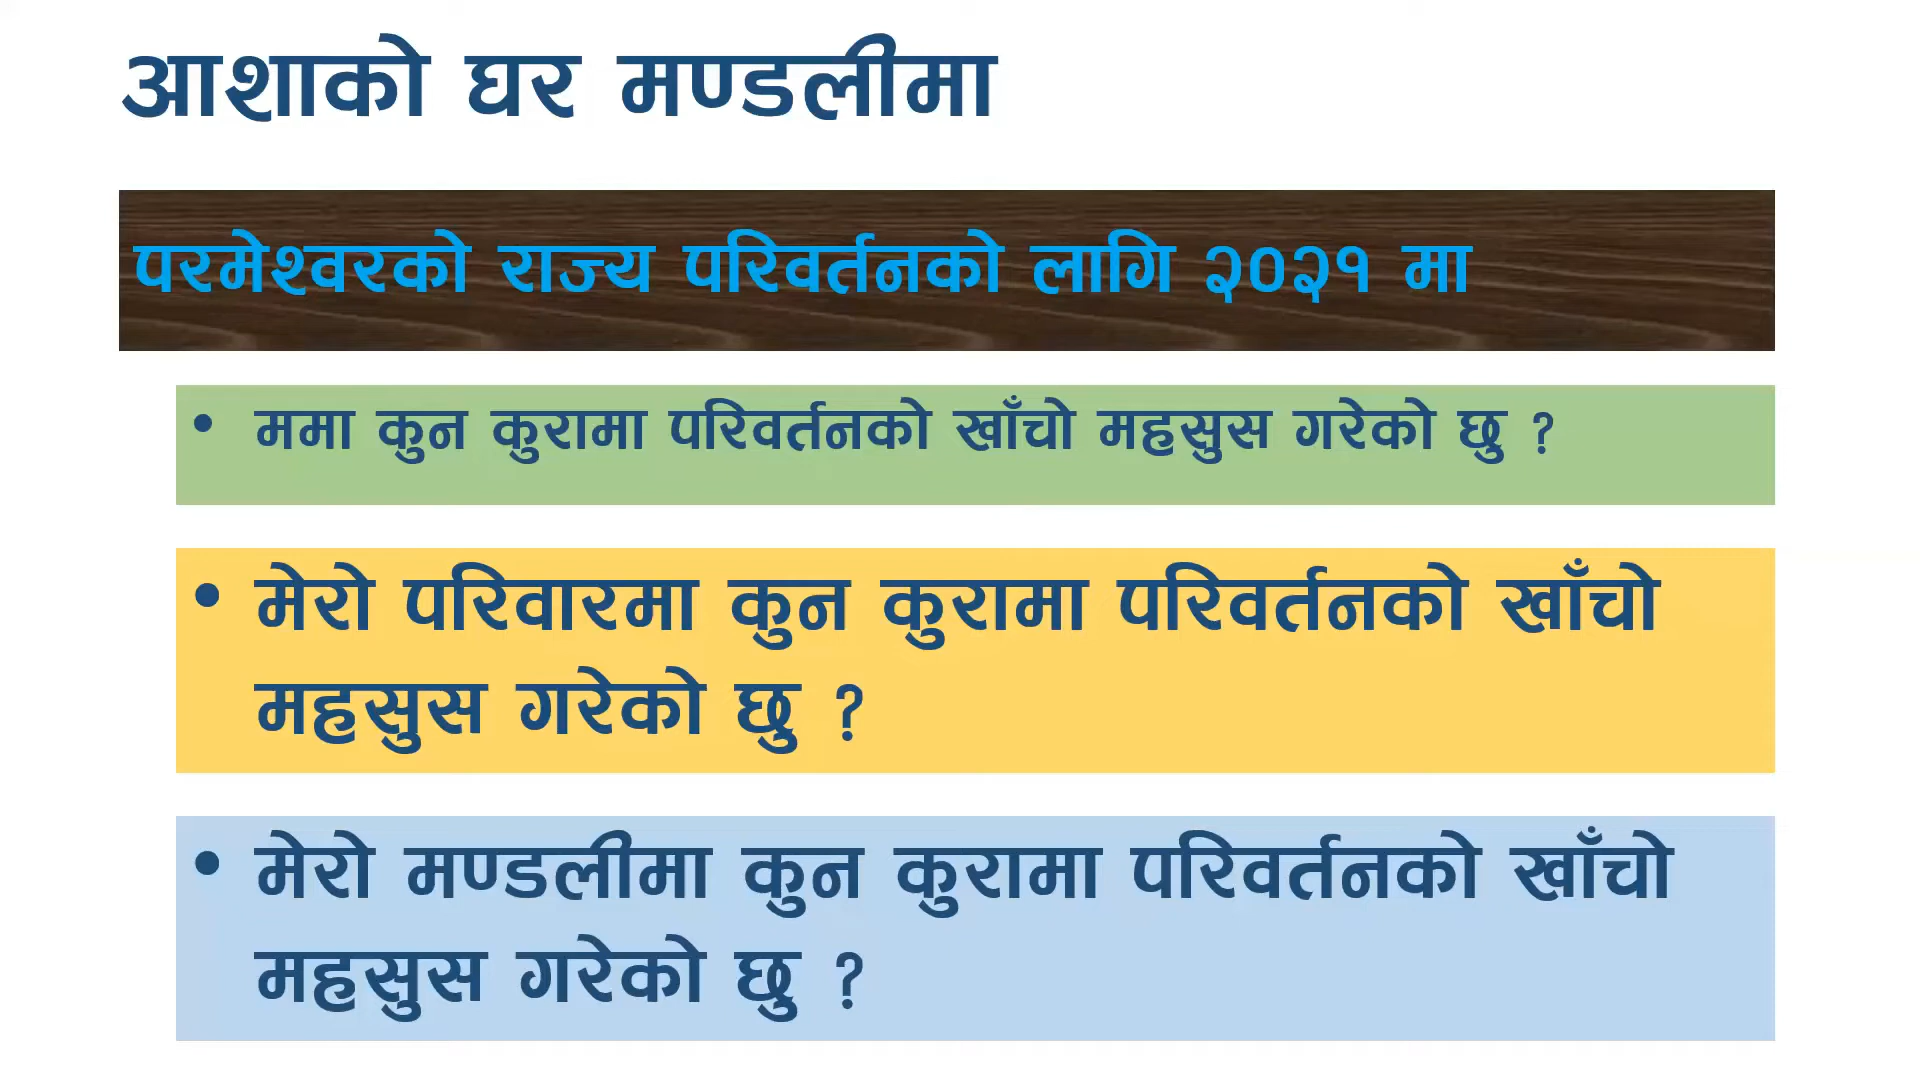 आशाको घर मण्डलीमा
परमेश्वरको राज्य परिवर्तनको लागि २०२१ मा
• ममा कुन कुरामा परिवर्तनको खाँचो महसुस गरेको छु ?
• मेरो परिवारमा कुन कुरामा परिवर्तनको खाँचो
महसुस गरेको छु ?
• मेरो मण्डलीमा कुन कुरामा परिवर्तनको खाँचो
महसुस गरेको छु ?